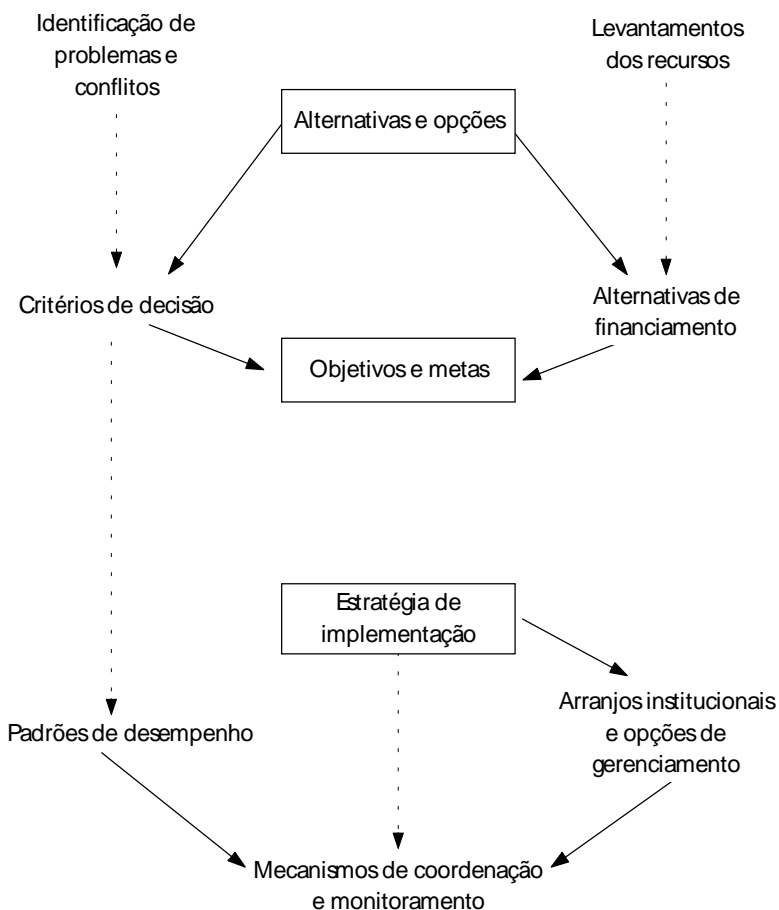 Identificação de
problemas e
conflitos
Levantamentos
dos recursos
Alternativas e opções
Critérios de decisão
Alternativas de
financiamento
Objetivos e metas
Estratégia de
implementação
Arranjos institucionais
e opções de
gerenciamento
Padrões de desempenho
Mecanismos de coordenação
e monitoramento